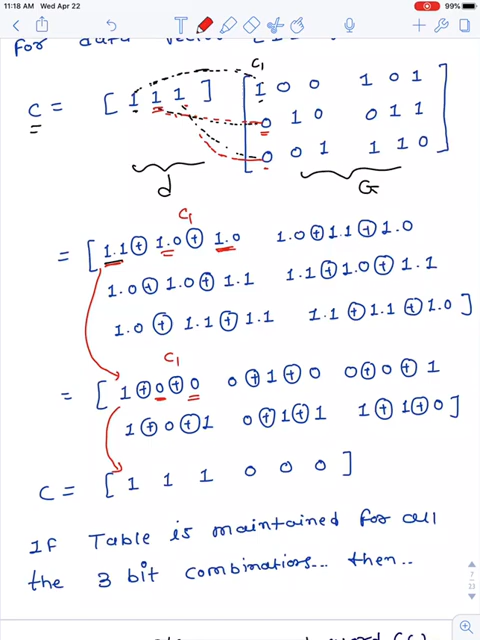 11:18 AM Wed Apr 22
99%
T
for data vector
C1
C = [ 1 1 1 ] [ 1 0 0 1 0 1
0 1 0 0 1 1
0 0 1 1 1 0 ]
d G
C1
= [ 1.1 ⊕ 1.0 ⊕ 1.0 1.0 ⊕ 1.1 ⊕ 1.0
1.0 ⊕ 1.0 ⊕ 1.1 1.1 ⊕ 1.0 ⊕ 1.1
1.0 ⊕ 1.1 ⊕ 1.1 1.1 ⊕ 1.1 ⊕ 1.0 ]
C1
= [ 1 ⊕ 0 ⊕ 0 0 ⊕ 1 ⊕ 0 0 ⊕ 0 ⊕ 1
1 ⊕ 0 ⊕ 1 0 ⊕ 1 ⊕ 1 1 ⊕ 1 ⊕ 0 ]
C = [ 1 1 1 0 0 0 ]
If Table is maintained for all
the 3 bit combinations... then..
7
23